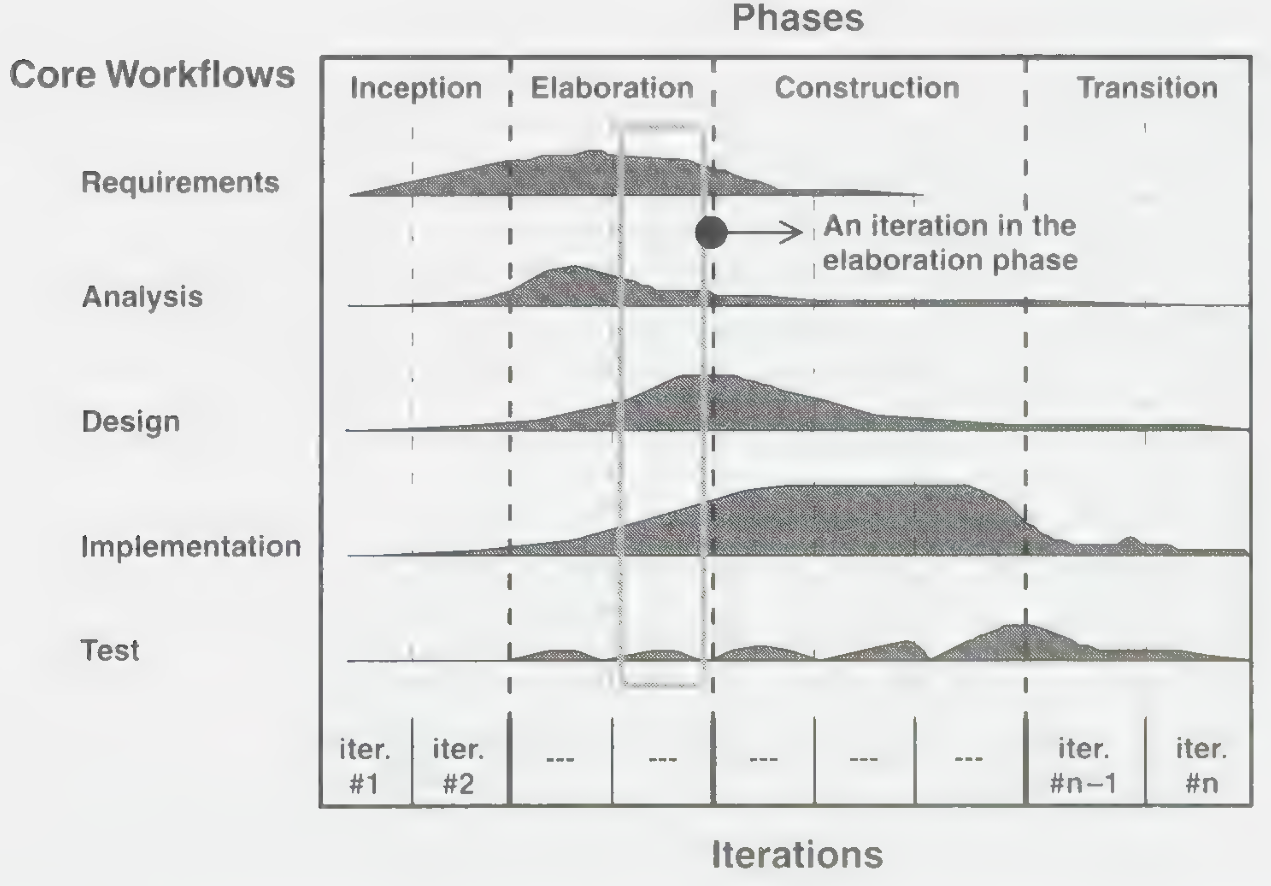 Phases
Core Workflows
Inception
Elaboration
Construction
Transition
Requirements
An iteration in the
elaboration phase
Analysis
Design
Implementation
Test
iter.
#1
iter.
#2
---
---
---
---
---
iter.
#n–1
iter.
#n
Iterations